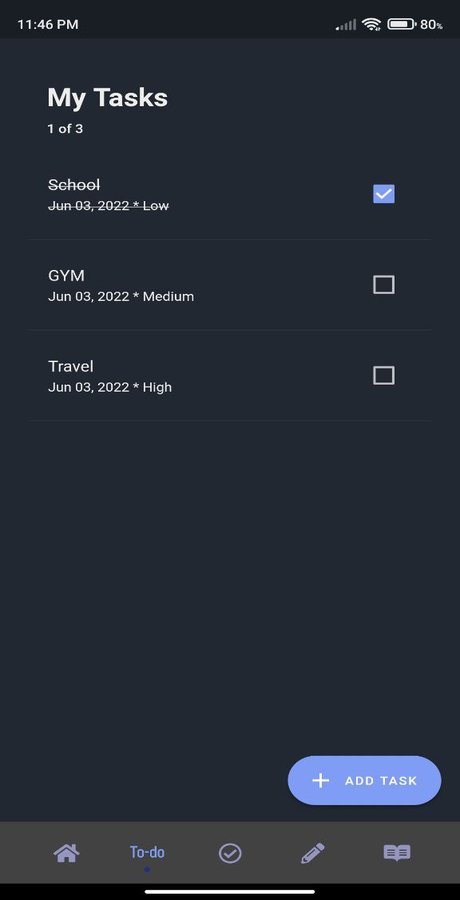 11:46 PM
80%
My Tasks
1 of 3
School
Jun 03, 2022 * Low
GYM
Jun 03, 2022 * Medium
Travel
Jun 03, 2022 * High
ADD TASK
To-do